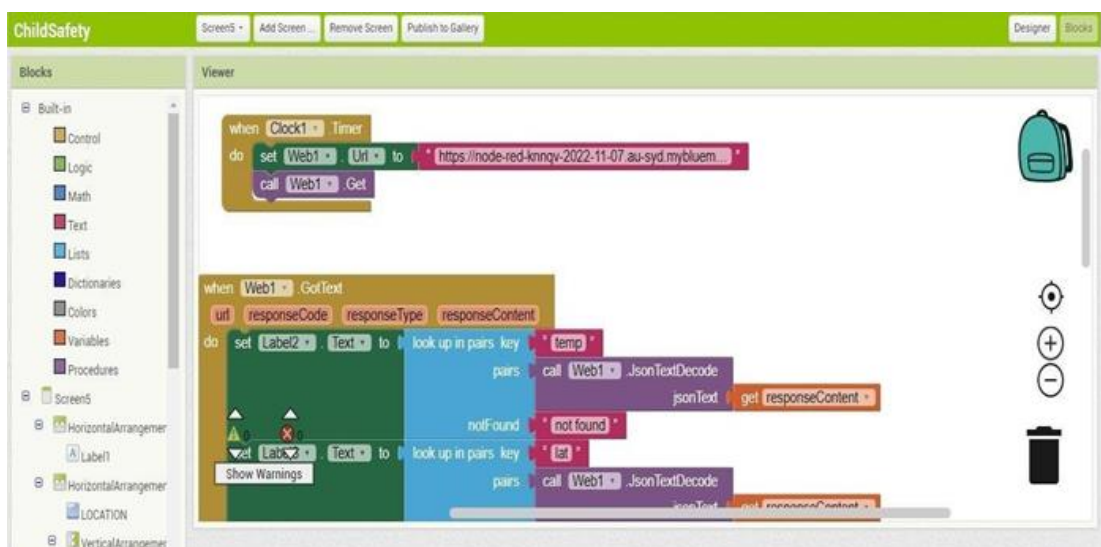 ChildSafety Screen5 Add Screen ... Remove Screen Publish to Gallery Designer Blocks
Blocks
Viewer
Built-in
Control
Logic
Math
Text
Lists
Dictionaries
Colors
Variables
Procedures
Screen5
HorizontalArrangemer
Label1
HorizontalArrangemer
LOCATION
VerticalArrangemer
when Clock1 .Timer
do set Web1 . Url to " https://node-red-knnqv-2022-11-07.au-syd.mybluem... "
call Web1 .Get
when Web1 .GotText
url responseCode responseType responseContent
do set Label2 . Text to look up in pairs key " temp "
pairs call Web1 .JsonTextDecode
jsonText get responseContent
notFound " not found "
0 0
set Label3 . Text to look up in pairs key " lat "
Show Warnings
pairs call Web1 .JsonTextDecode
jsonText get responseContent